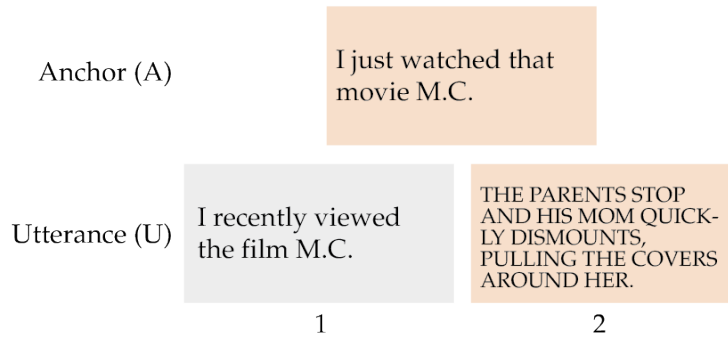 Anchor (A)
I just watched that
movie M.C.
Utterance (U)
I recently viewed
the film M.C.
THE PARENTS STOP
AND HIS MOM QUICK-
LY DISMOUNTS,
PULLING THE COVERS
AROUND HER.
1
2